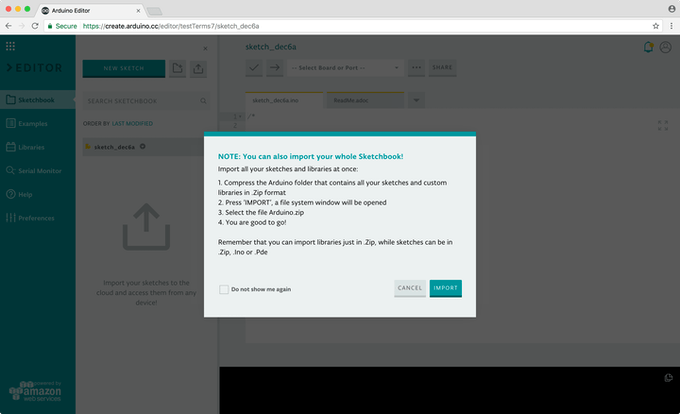 Arduino Editor
Secure https://create.arduino.cc/editor/testTerms7/sketch_dec6a
EDITOR
NEW SKETCH
sketch_dec6a
-- Select Board or Port --
SHARE
Sketchbook
SEARCH SKETCHBOOK
sketch_dec6a.ino
ReadMe.adoc
/*
1
2
Examples
ORDER BY: LAST MODIFIED
Libraries
sketch_dec6a
Serial Monitor
Help
Preferences
Import your sketches to the
cloud and access them from any
device!
NOTE: You can also import your whole Sketchbook!
Import all your sketches and libraries at once:
1. Compress the Arduino folder that contains all your sketches and custom
libraries in .Zip format
2. Press 'IMPORT', a file system window will be opened
3. Select the file Arduino.zip
4. You are good to go!
Remember that you can import libraries just in .Zip, while sketches can be in
.Zip, .Ino or .Pde
Do not show me again
CANCEL
IMPORT
powered by
amazon
web services